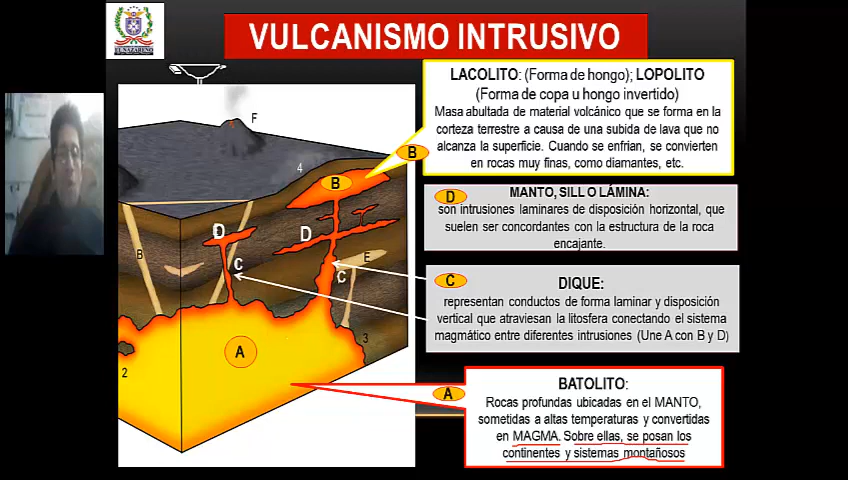 VULCANISMO INTRUSIVO
LACOLITO: (Forma de hongo); LOPOLITO
(Forma de copa u hongo invertido)
Masa abultada de material volcánico que se forma en la
corteza terrestre a causa de una subida de lava que no
alcanza la superficie. Cuando se enfrian, se convierten
en rocas muy finas, como diamantes, etc.
B
D
MANTO, SILL O LÁMINA:
son intrusiones laminares de disposición horizontal, que
suelen ser concordantes con la estructura de la roca
encajante.
C
DIQUE:
representan conductos de forma laminar y disposición
vertical que atraviesan la litosfera conectando el sistema
magmático entre diferentes intrusiones (Une A con B y D)
A
BATOLITO:
Rocas profundas ubicadas en el MANTO,
sometidas a altas temperaturas y convertidas
en MAGMA. Sobre ellas, se posan los
continentes y sistemas montañosos
F
4
B
D
D
B
C
E
C
A
3
2